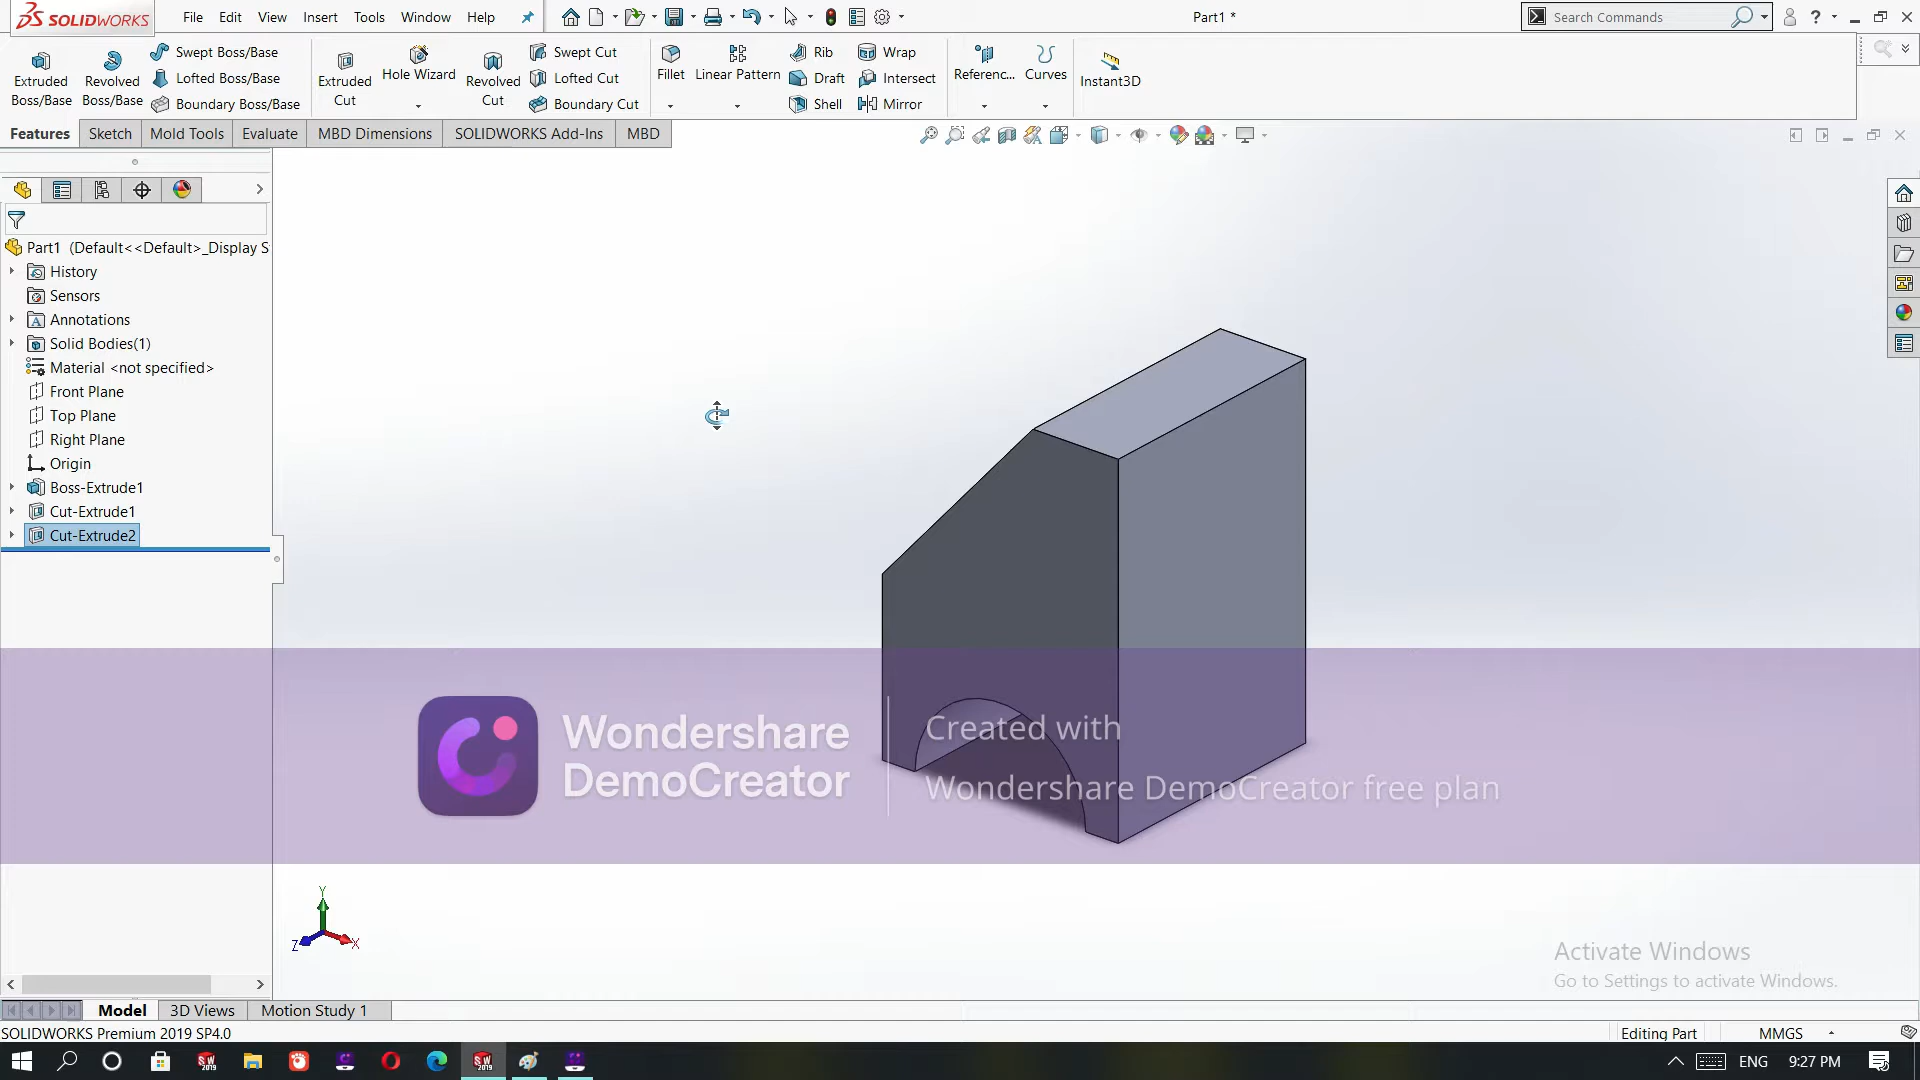 SOLIDWORKS File Edit View Insert Tools Window Help Part1 * Search Commands
Extruded Boss/Base
Revolved Boss/Base
Swept Boss/Base
Lofted Boss/Base
Boundary Boss/Base
Extruded Cut
Hole Wizard
Revolved Cut
Swept Cut
Lofted Cut
Boundary Cut
Fillet
Linear Pattern
Rib
Draft
Shell
Wrap
Intersect
Mirror
Referenc...
Curves
Instant3D
Features Sketch Mold Tools Evaluate MBD Dimensions SOLIDWORKS Add-Ins MBD
Part1 (Default<<Default>_Display S
History
Sensors
Annotations
Solid Bodies(1)
Material <not specified>
Front Plane
Top Plane
Right Plane
Origin
Boss-Extrude1
Cut-Extrude1
Cut-Extrude2
Wondershare
DemoCreator
Created with
Wondershare DemoCreator free plan
Y
Z
X
Activate Windows
Go to Settings to activate Windows.
Model 3D Views Motion Study 1
SOLIDWORKS Premium 2019 SP4.0 Editing Part MMGS
ENG 9:27 PM